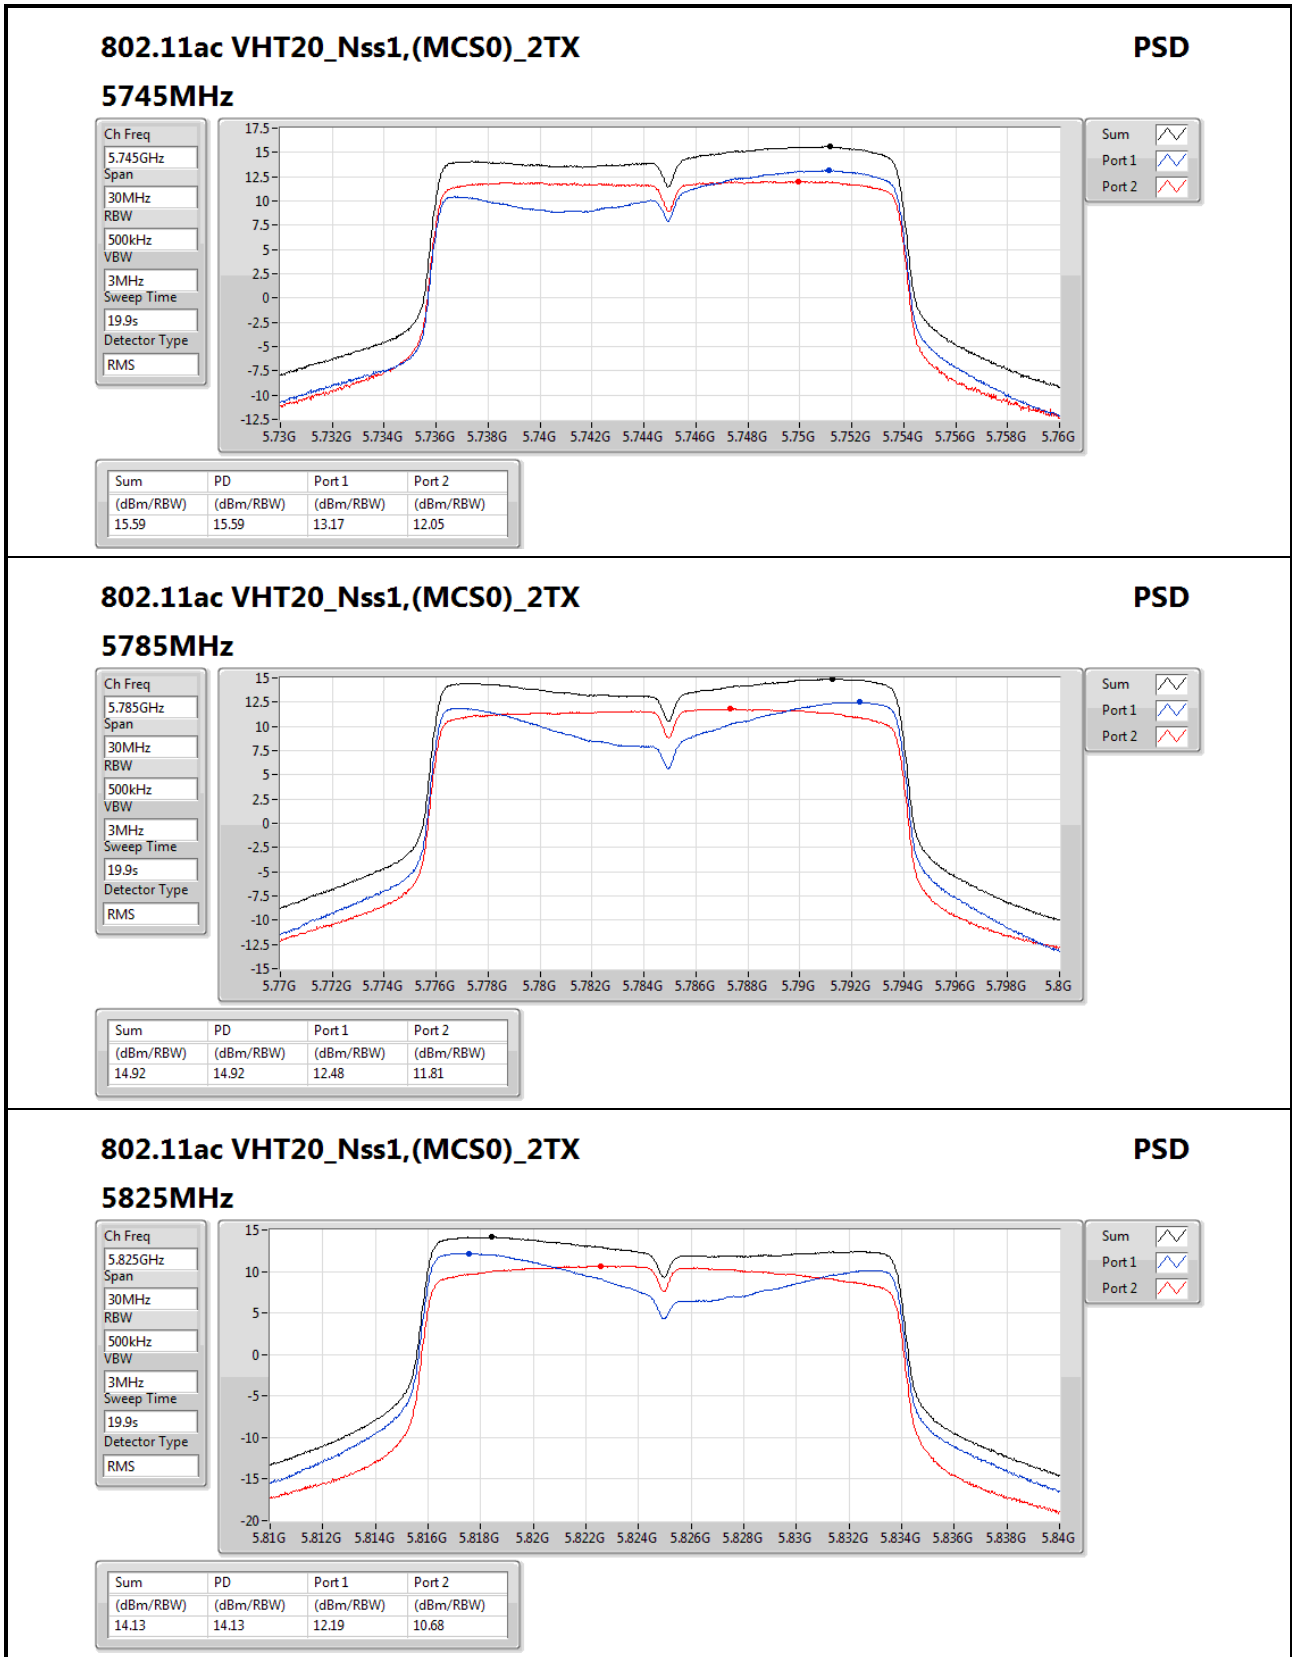 802.11ac VHT20_Nss1,(MCS0)_2TX PSD
5745MHz
Ch Freq
5.745GHz
Span
30MHz
RBW
500kHz
VBW
3MHz
Sweep Time
19.9s
Detector Type
RMS
17.5
15
12.5
10
7.5
5
2.5
0
-2.5
-5
-7.5
-10
-12.5
5.73G 5.732G 5.734G 5.736G 5.738G 5.74G 5.742G 5.744G 5.746G 5.748G 5.75G 5.752G 5.754G 5.756G 5.758G 5.76G
Sum
Port 1
Port 2
Sum PD Port 1 Port 2
(dBm/RBW) (dBm/RBW) (dBm/RBW) (dBm/RBW)
15.59 15.59 13.17 12.05
802.11ac VHT20_Nss1,(MCS0)_2TX PSD
5785MHz
Ch Freq
5.785GHz
Span
30MHz
RBW
500kHz
VBW
3MHz
Sweep Time
19.9s
Detector Type
RMS
15
12.5
10
7.5
5
2.5
0
-2.5
-5
-7.5
-10
-12.5
-15
5.77G 5.772G 5.774G 5.776G 5.778G 5.78G 5.782G 5.784G 5.786G 5.788G 5.79G 5.792G 5.794G 5.796G 5.798G 5.8G
Sum
Port 1
Port 2
Sum PD Port 1 Port 2
(dBm/RBW) (dBm/RBW) (dBm/RBW) (dBm/RBW)
14.92 14.92 12.48 11.81
802.11ac VHT20_Nss1,(MCS0)_2TX PSD
5825MHz
Ch Freq
5.825GHz
Span
30MHz
RBW
500kHz
VBW
3MHz
Sweep Time
19.9s
Detector Type
RMS
15
10
5
0
-5
-10
-15
-20
5.81G 5.812G 5.814G 5.816G 5.818G 5.82G 5.822G 5.824G 5.826G 5.828G 5.83G 5.832G 5.834G 5.836G 5.838G 5.84G
Sum
Port 1
Port 2
Sum PD Port 1 Port 2
(dBm/RBW) (dBm/RBW) (dBm/RBW) (dBm/RBW)
14.13 14.13 12.19 10.68